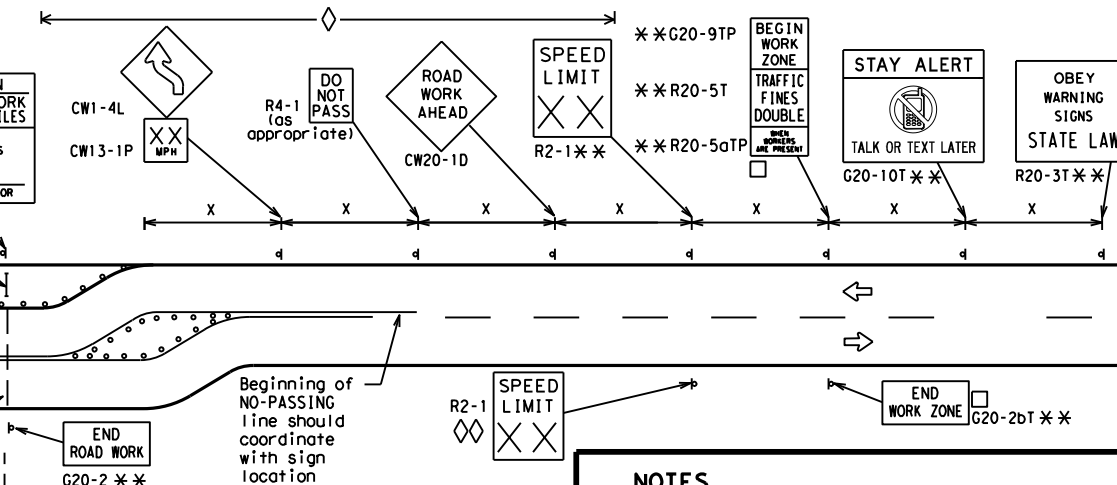 N
ORK
ILES
S
OR
CW1-4L
CW13-1P
XX
MPH
R4-1
(as
appropriate)
DO
NOT
PASS
ROAD
WORK
AHEAD
CW20-1D
SPEED
LIMIT
X X
R2-1**
**G20-9TP
**R20-5T
**R20-5aTP
BEGIN
WORK
ZONE
TRAFFIC
FINES
DOUBLE
WHEN
WORKERS
ARE PRESENT
STAY ALERT
TALK OR TEXT LATER
G20-10T**
OBEY
WARNING
SIGNS
STATE LAW
R20-3T**
X X X X X X X
Beginning of
NO-PASSING
line should
coordinate
with sign
location
R2-1
SPEED
LIMIT
X X
END
WORK ZONE
G20-2bT**
END
ROAD WORK
G20-2 **
NOTES